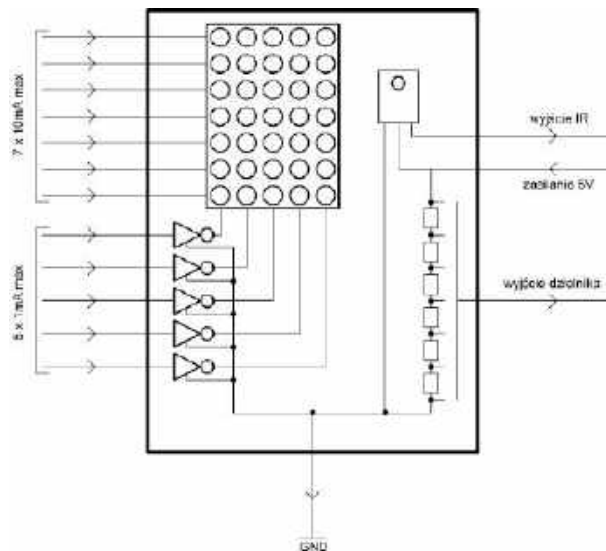 7 x 10mA max
wyjście IR
zasilanie 5V
5 x 1mA max
wyjście dzielnika
GND